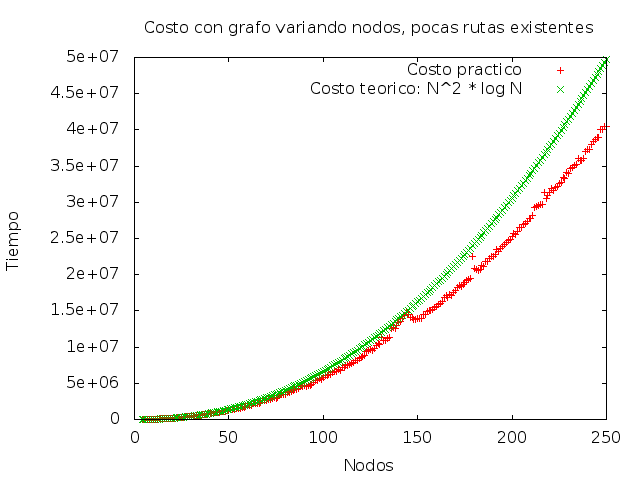 Costo con grafo variando nodos, pocas rutas existentes
5e+07
4.5e+07
4e+07
3.5e+07
3e+07
2.5e+07
2e+07
1.5e+07
1e+07
5e+06
0
Tiempo
Costo practico
Costo teorico: N^2 * log N
0
50
100
150
200
250
Nodos